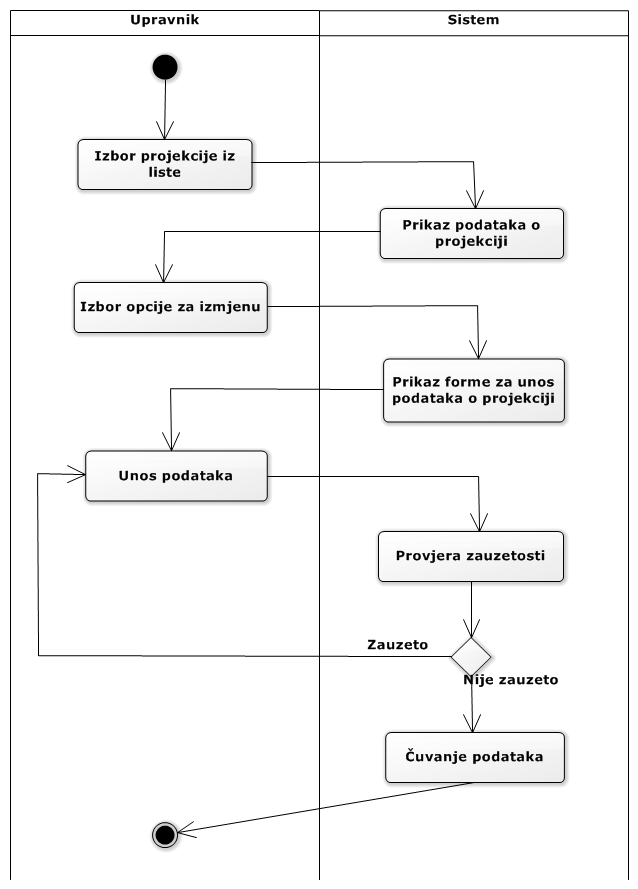 Upravnik
Sistem
Izbor projekcije iz
liste
Prikaz podataka o
projekciji
Izbor opcije za izmjenu
Prikaz forme za unos
podataka o projekciji
Unos podataka
Provjera zauzetosti
Zauzeto
Nije zauzeto
Čuvanje podataka